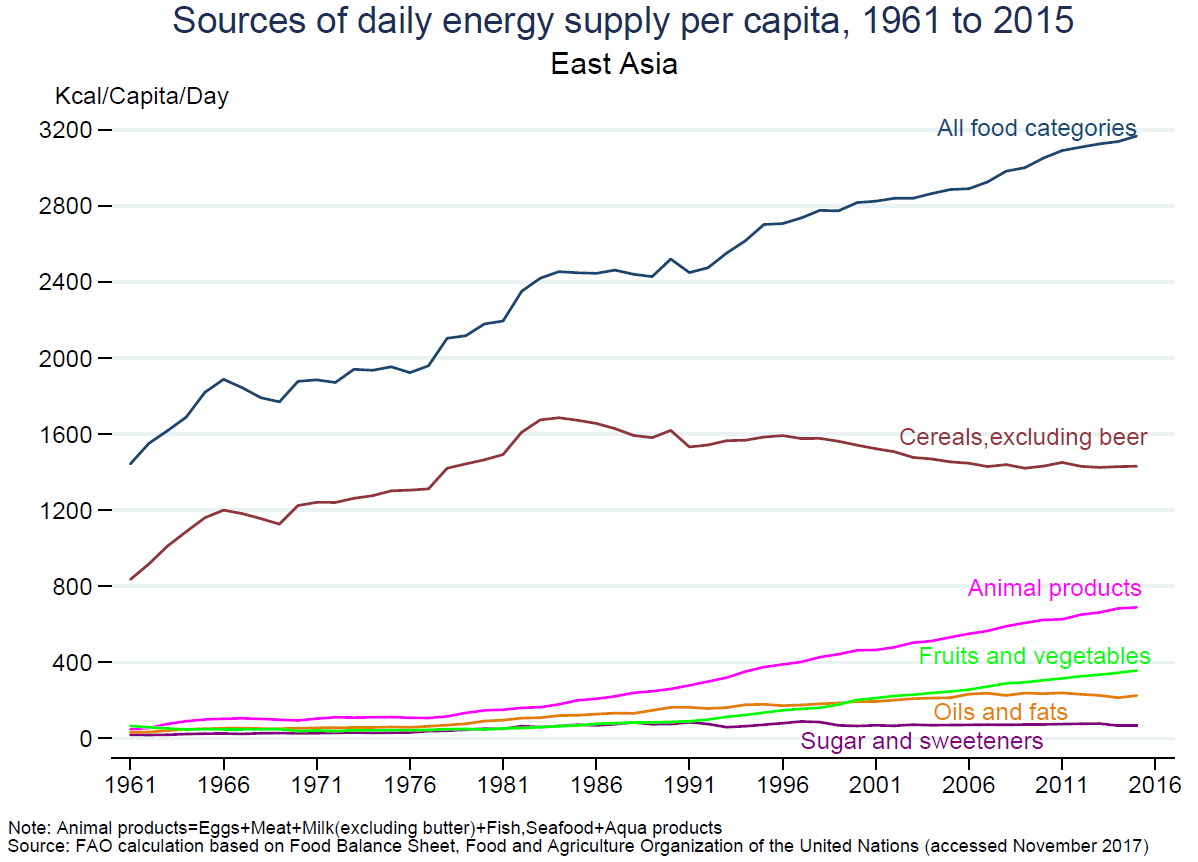 Sources of daily energy supply per capita, 1961 to 2015
East Asia
Kcal/Capita/Day
3200
All food categories
2800
2400
2000
1600
Cereals,excluding beer
1200
800
Animal products
400
Fruits and vegetables
Oils and fats
0
Sugar and sweeteners
1961 1966 1971 1976 1981 1986 1991 1996 2001 2006 2011 2016
Note: Animal products=Eggs+Meat+Milk(excluding butter)+Fish,Seafood+Aqua products
Source: FAO calculation based on Food Balance Sheet, Food and Agriculture Organization of the United Nations (accessed November 2017)